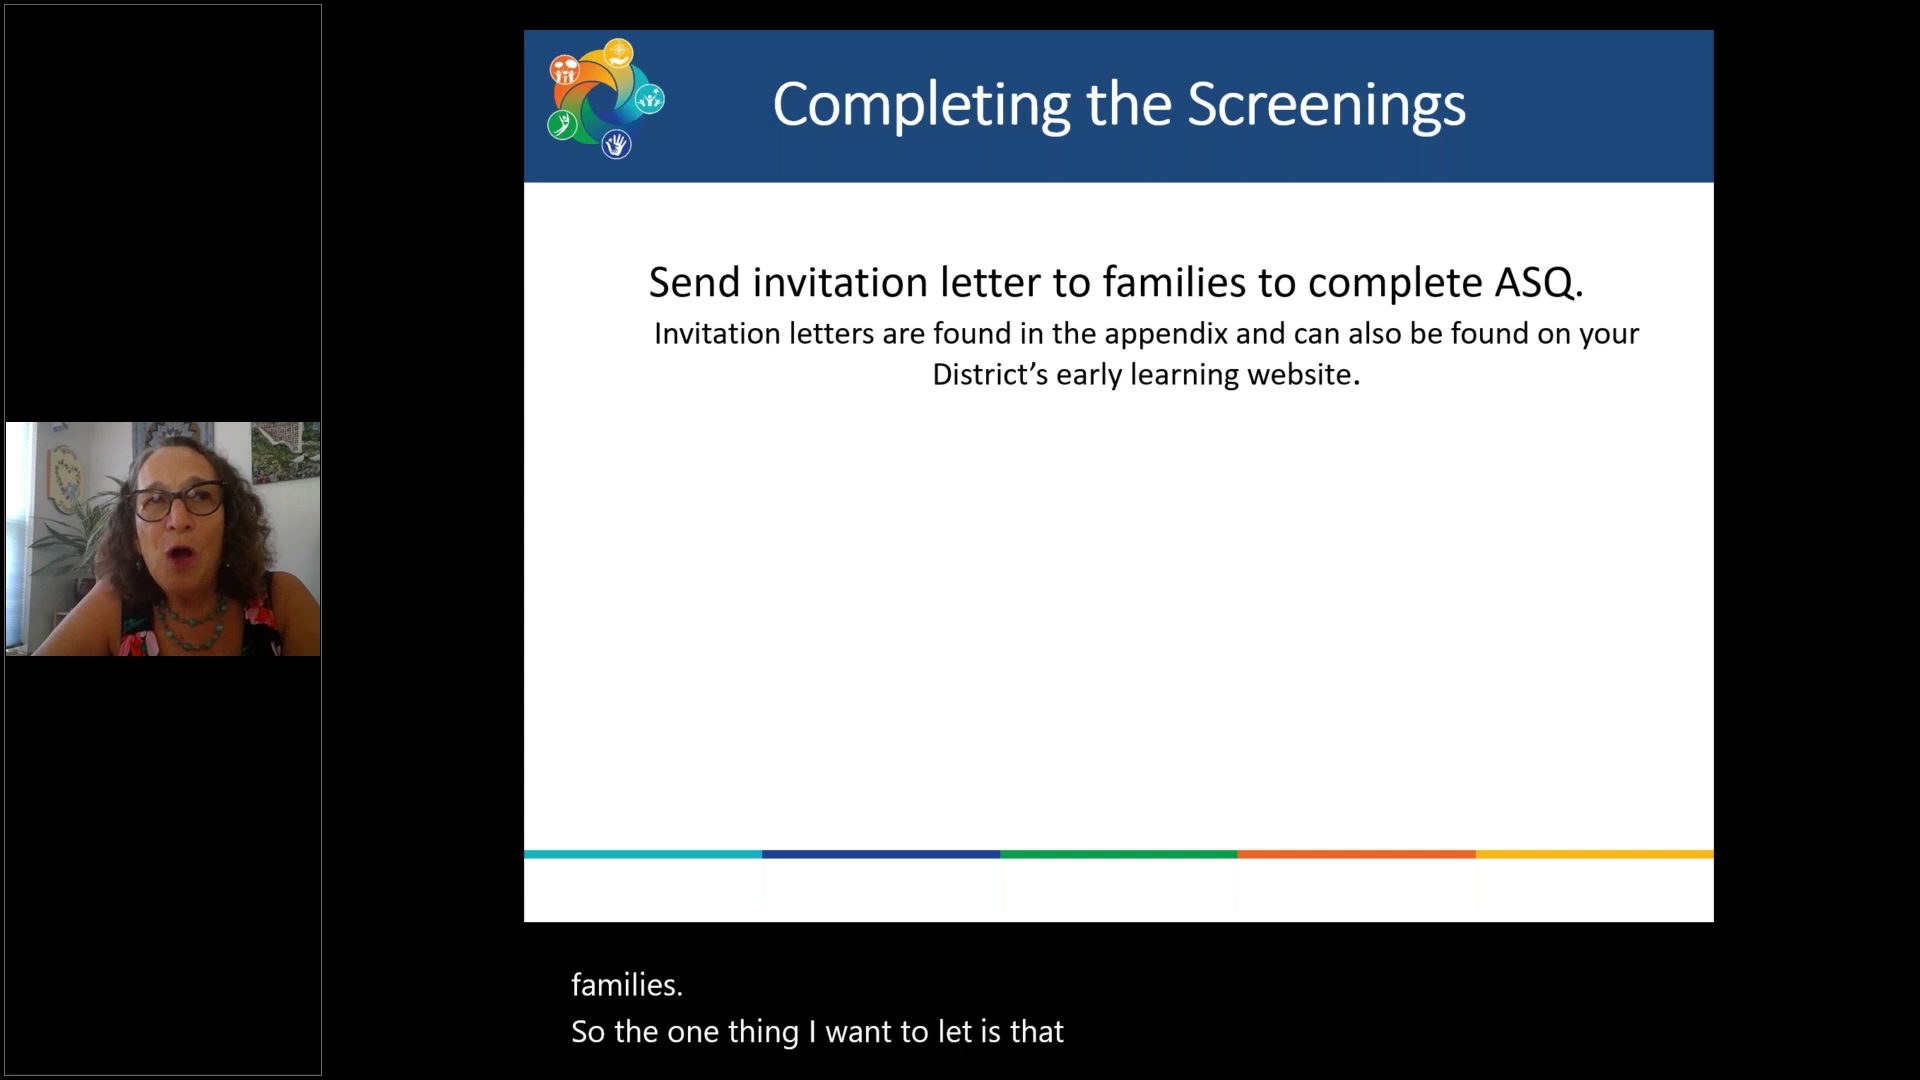 Completing the Screenings
Send invitation letter to families to complete ASQ.
Invitation letters are found in the appendix and can also be found on your
District’s early learning website.
families.
So the one thing I want to let is that